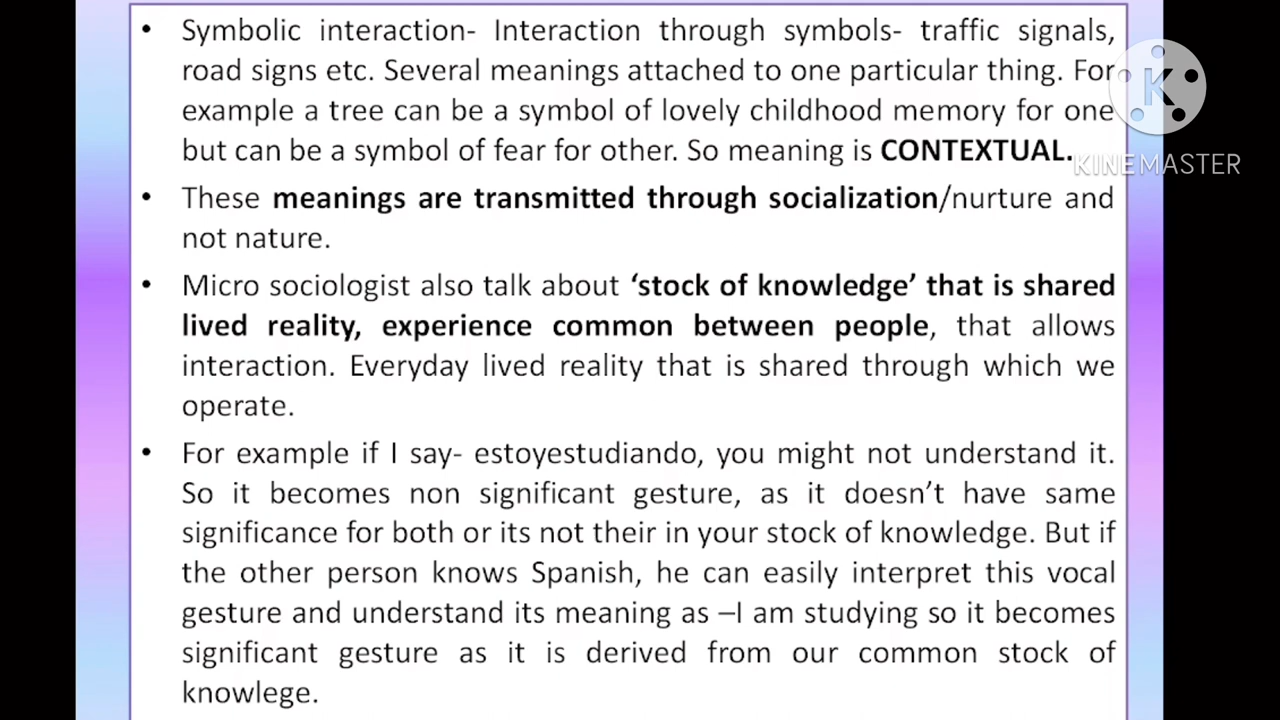 • Symbolic interaction- Interaction through symbols- traffic signals,
road signs etc. Several meanings attached to one particular thing. For
example a tree can be a symbol of lovely childhood memory for one
but can be a symbol of fear for other. So meaning is CONTEXTUAL.
K
KINEMASTER
• These meanings are transmitted through socialization/nurture and
not nature.
• Micro sociologist also talk about ‘stock of knowledge’ that is shared
lived reality, experience common between people, that allows
interaction. Everyday lived reality that is shared through which we
operate.
• For example if I say- estoyestudiando, you might not understand it.
So it becomes non significant gesture, as it doesn’t have same
significance for both or its not their in your stock of knowledge. But if
the other person knows Spanish, he can easily interpret this vocal
gesture and understand its meaning as –I am studying so it becomes
significant gesture as it is derived from our common stock of
knowlege.